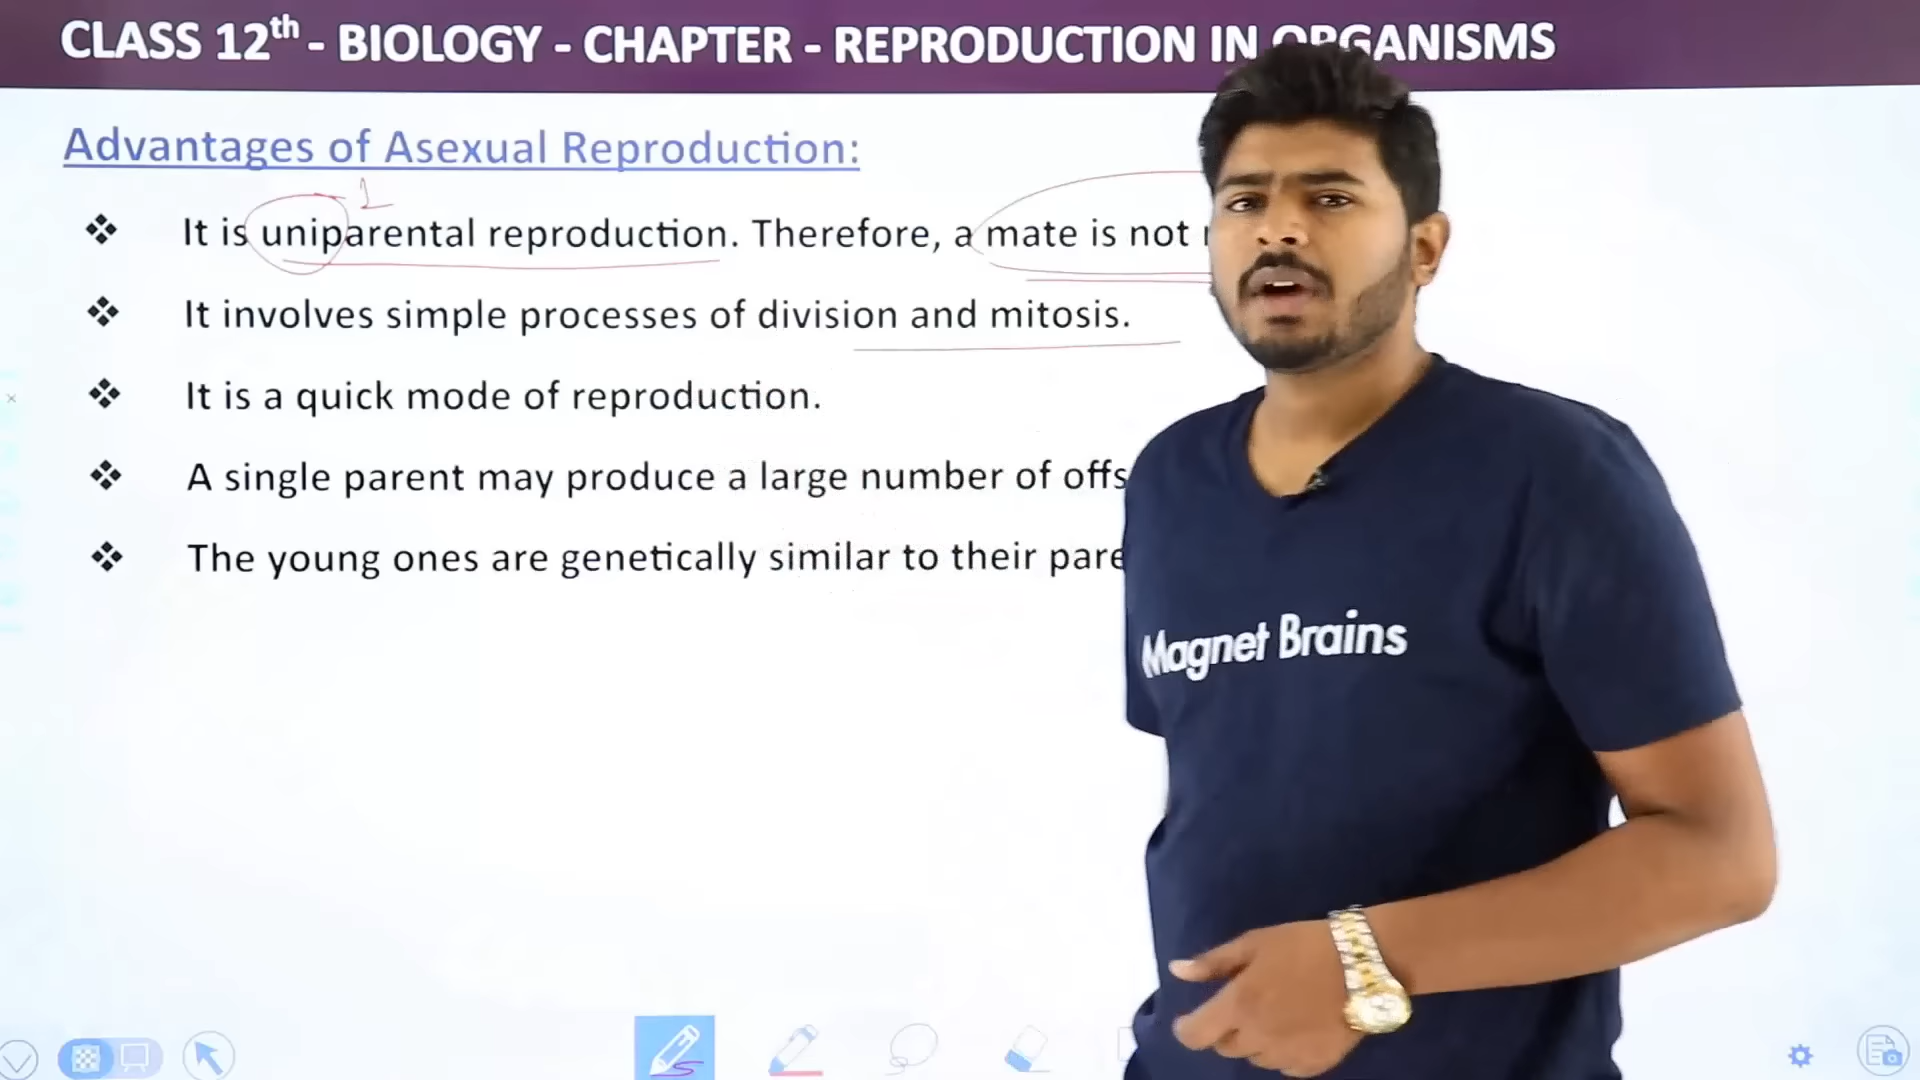 CLASS 12th - BIOLOGY - CHAPTER - REPRODUCTION IN ORGANISMS
Advantages of Asexual Reproduction:
1
❖ It is uniparental reproduction. Therefore, a mate is not
❖ It involves simple processes of division and mitosis.
❖ It is a quick mode of reproduction.
❖ A single parent may produce a large number of offs
❖ The young ones are genetically similar to their pare
Magnet Brains